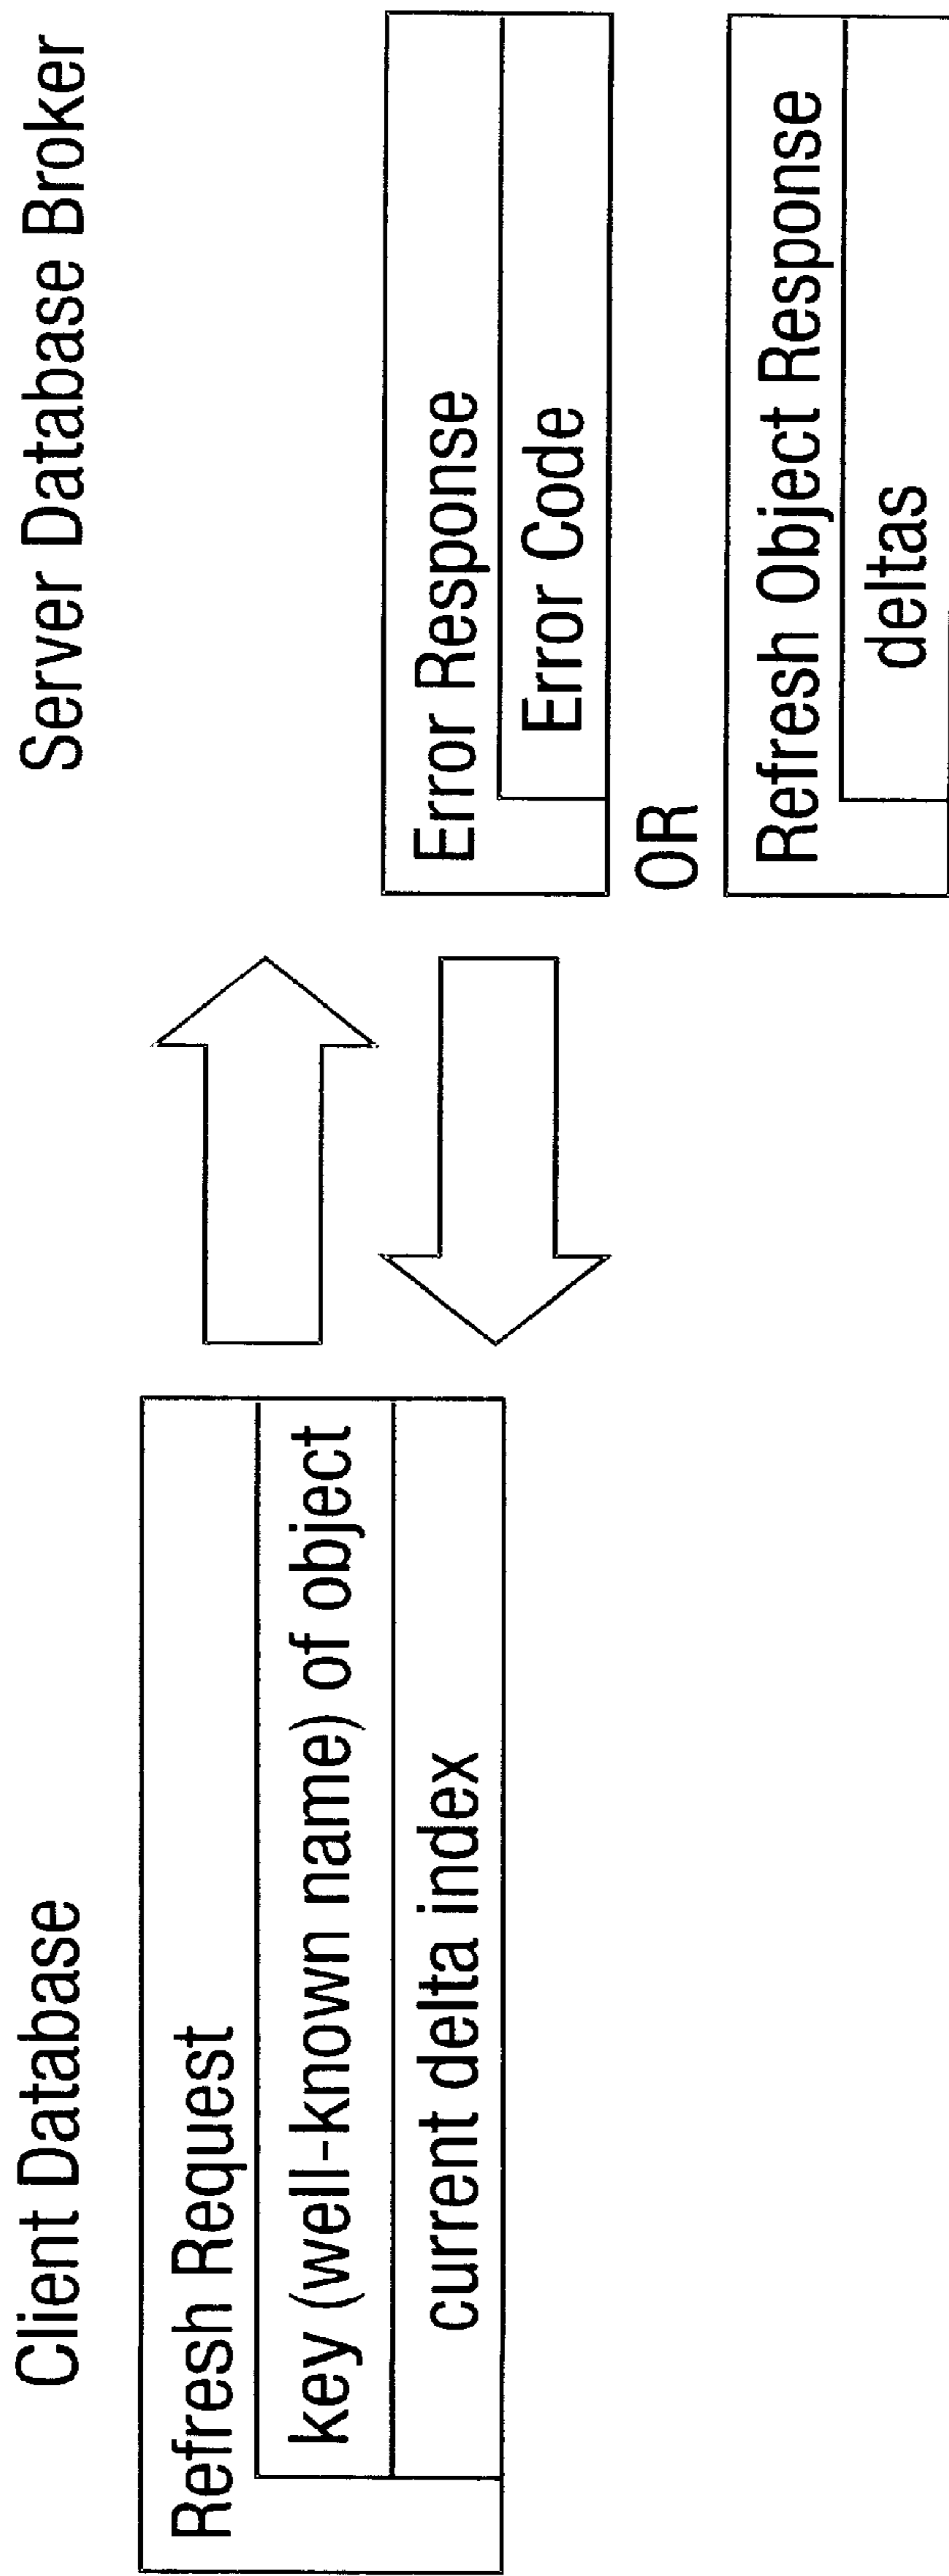 Client Database
Refresh Request
key (well-known name) of object
current delta index
Server Database Broker
Error Response
Error Code
OR
Refresh Object Response
deltas